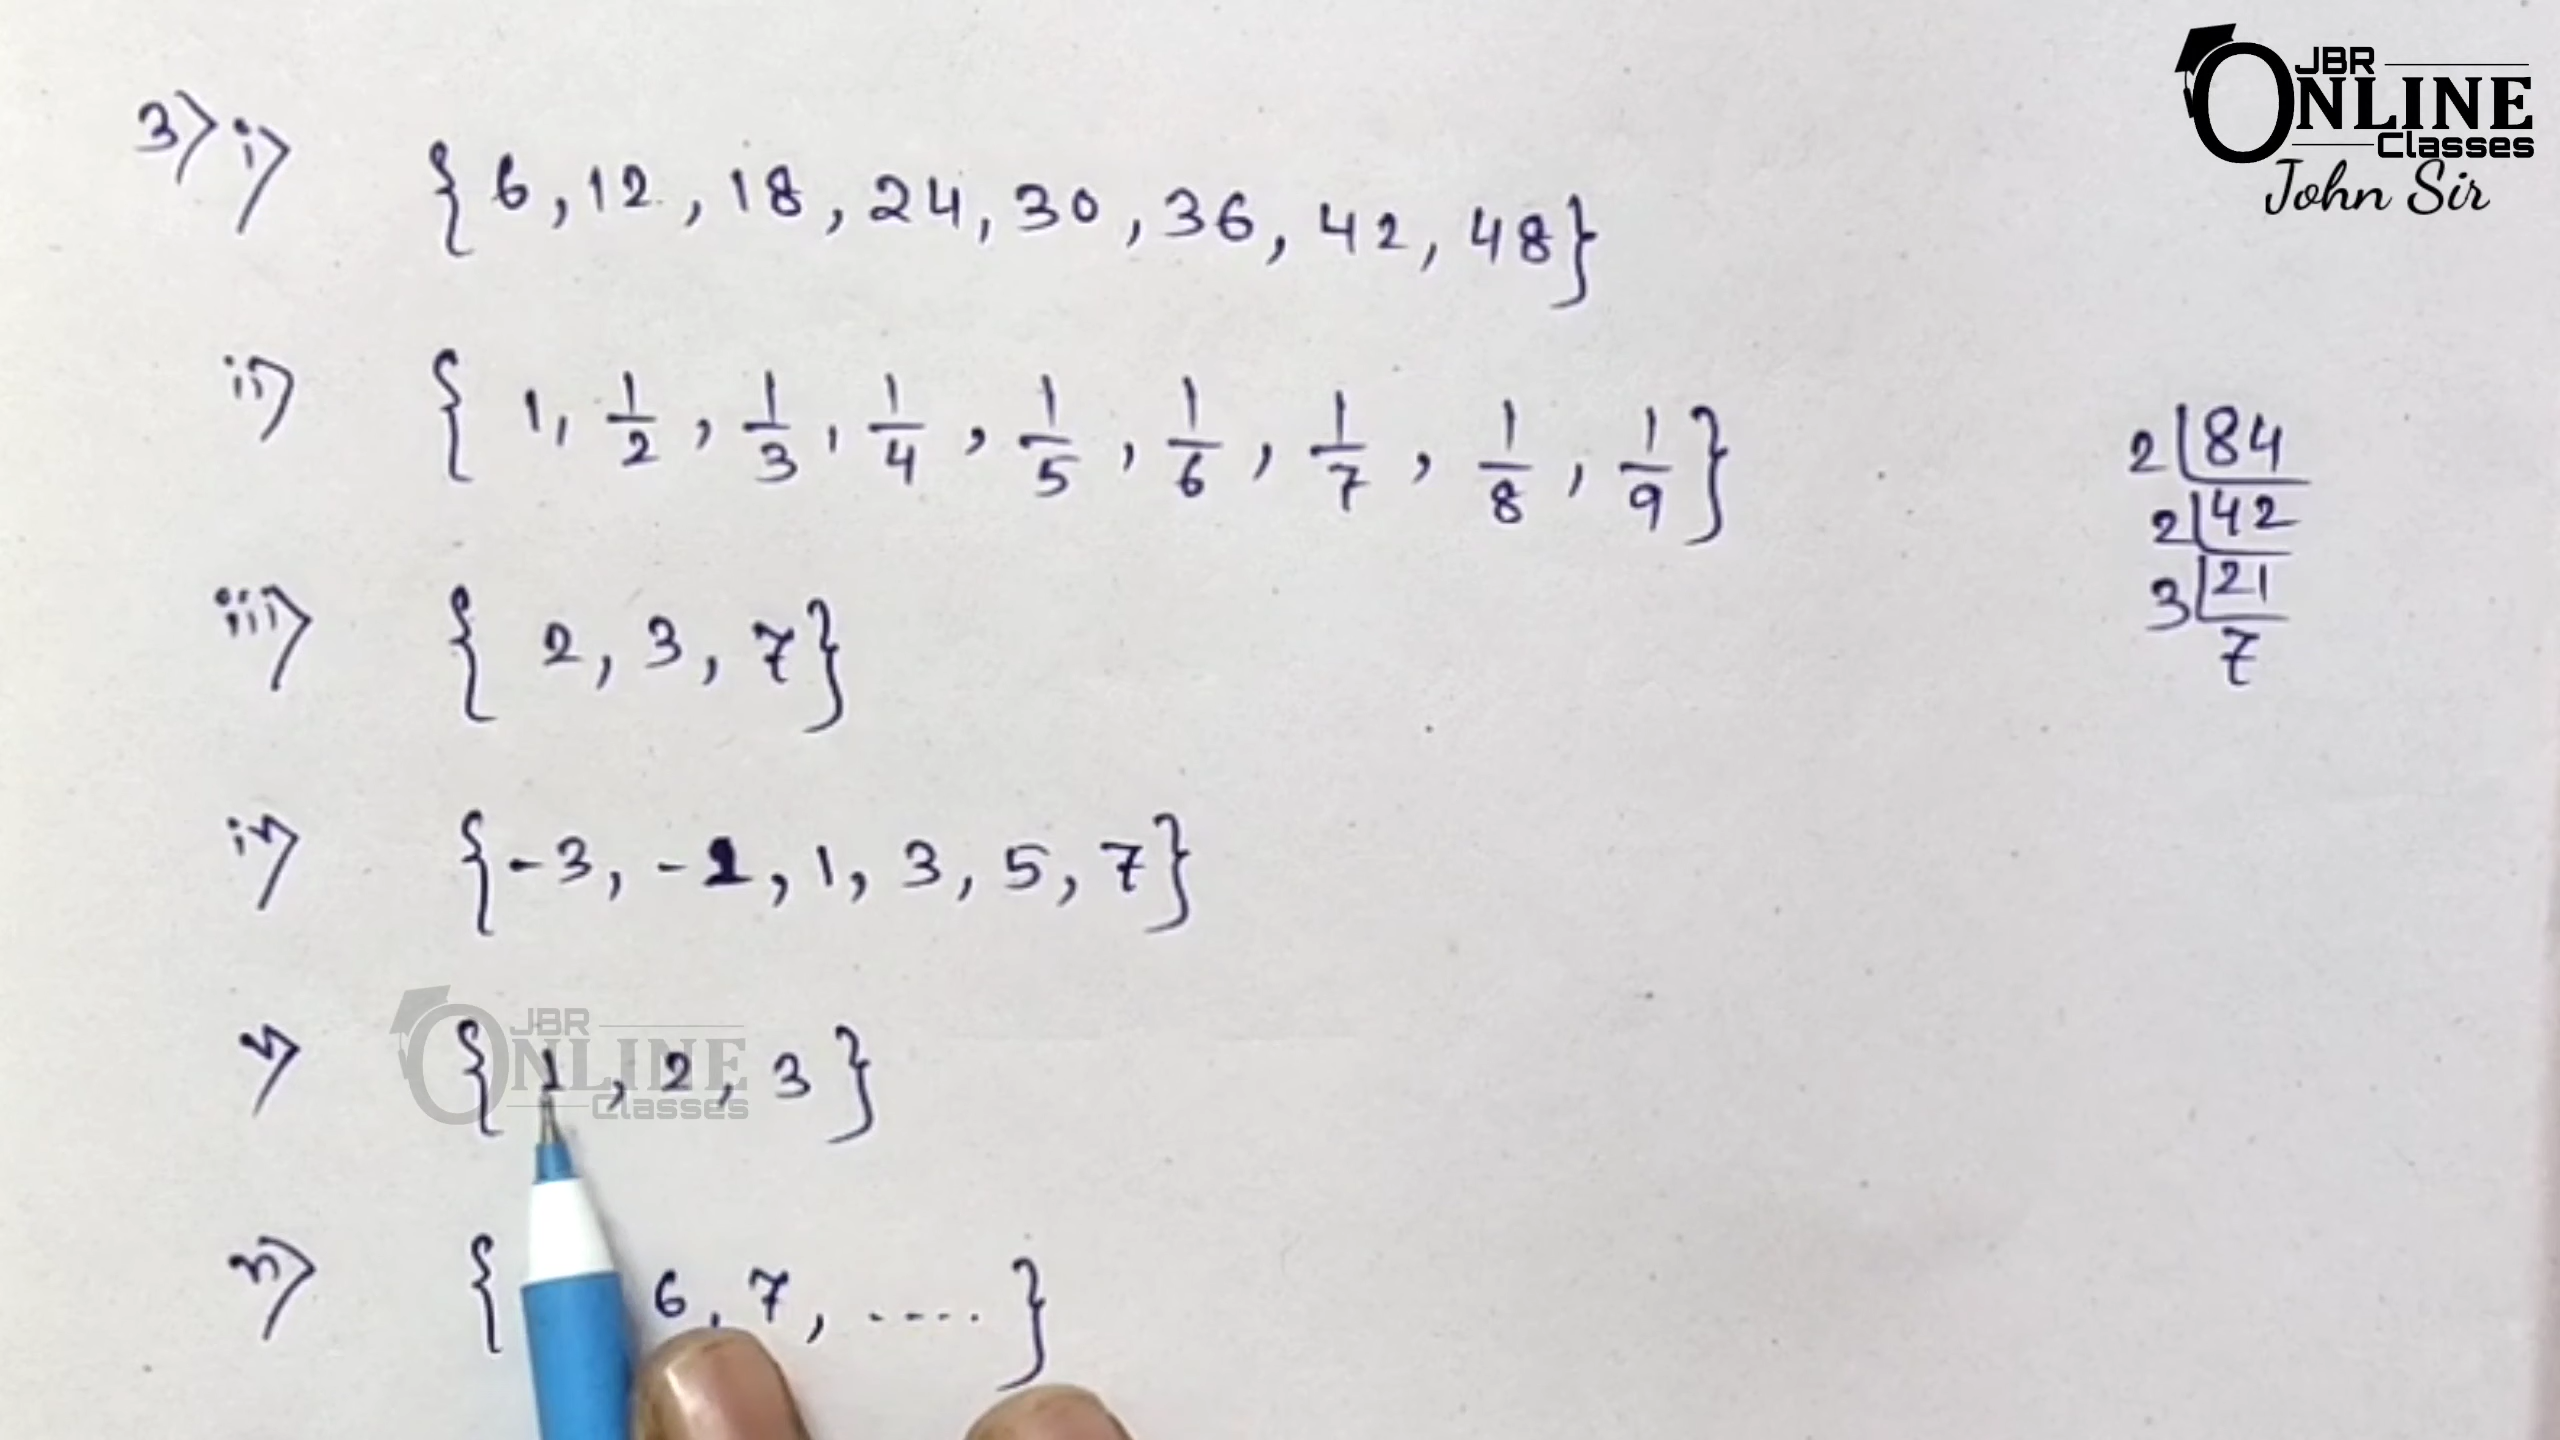 JBR
ONLINE
Classes
John Sir
3) i) {6, 12, 18, 24, 30, 36, 42, 48}
ii) {1, 1/2, 1/3, 1/4, 1/5, 1/6, 1/7, 1/8, 1/9}
2 | 84
2 | 42
3 | 21
7
iii) {2, 3, 7}
iv) {-3, -1, 1, 3, 5, 7}
JBR
ONLINE
Classes
v) {1, 2, 3}
vi) { 6, 7, ....}